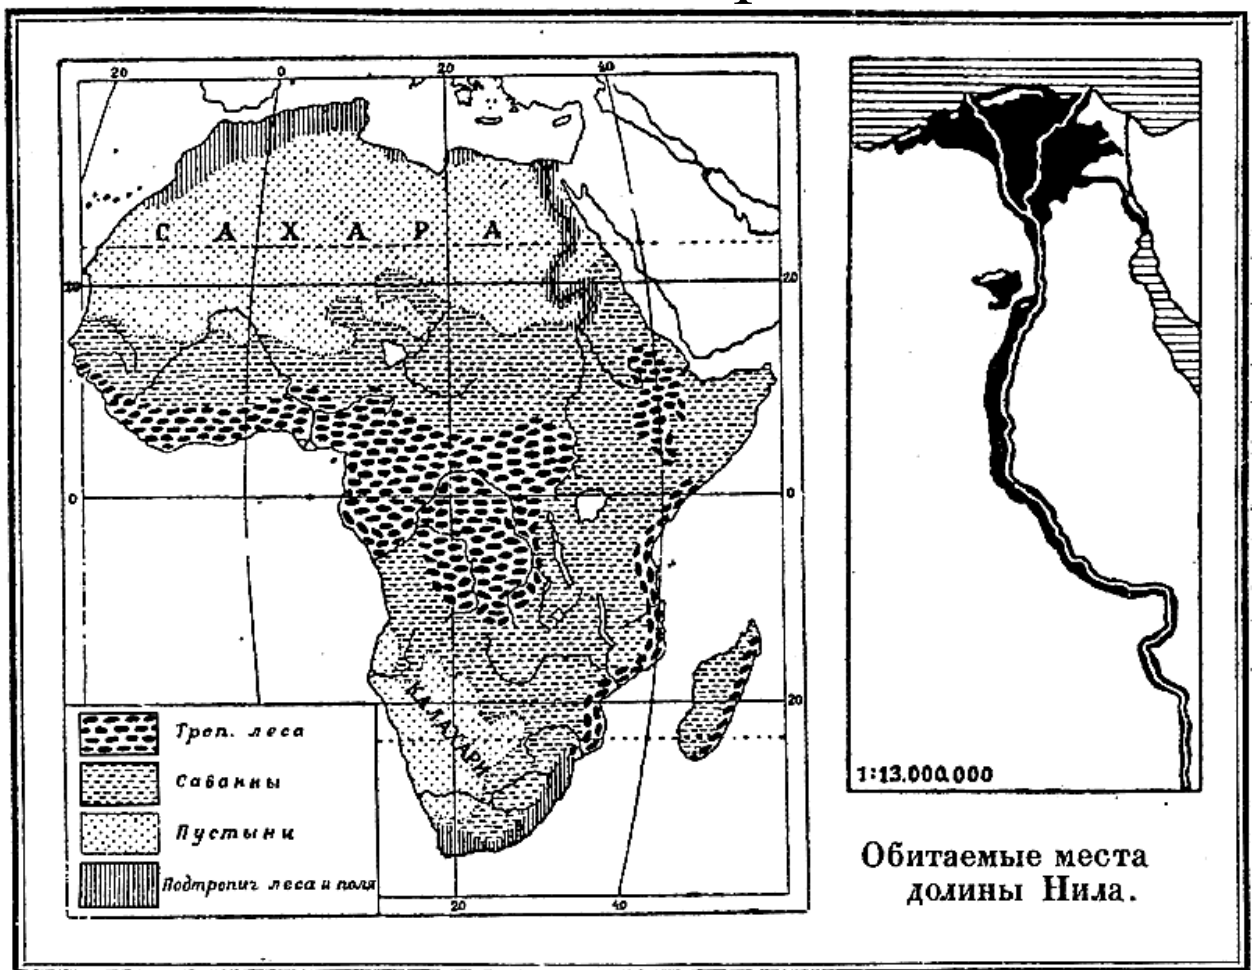 20 0 20 40
САХАРА
20 20
0 0
КАЛАХАРИ
20
Троп. леса
Саванны
Пустыни
Подтропич леса и поля
20 40
1:13.000.000
Обитаемые места
долины Нила.